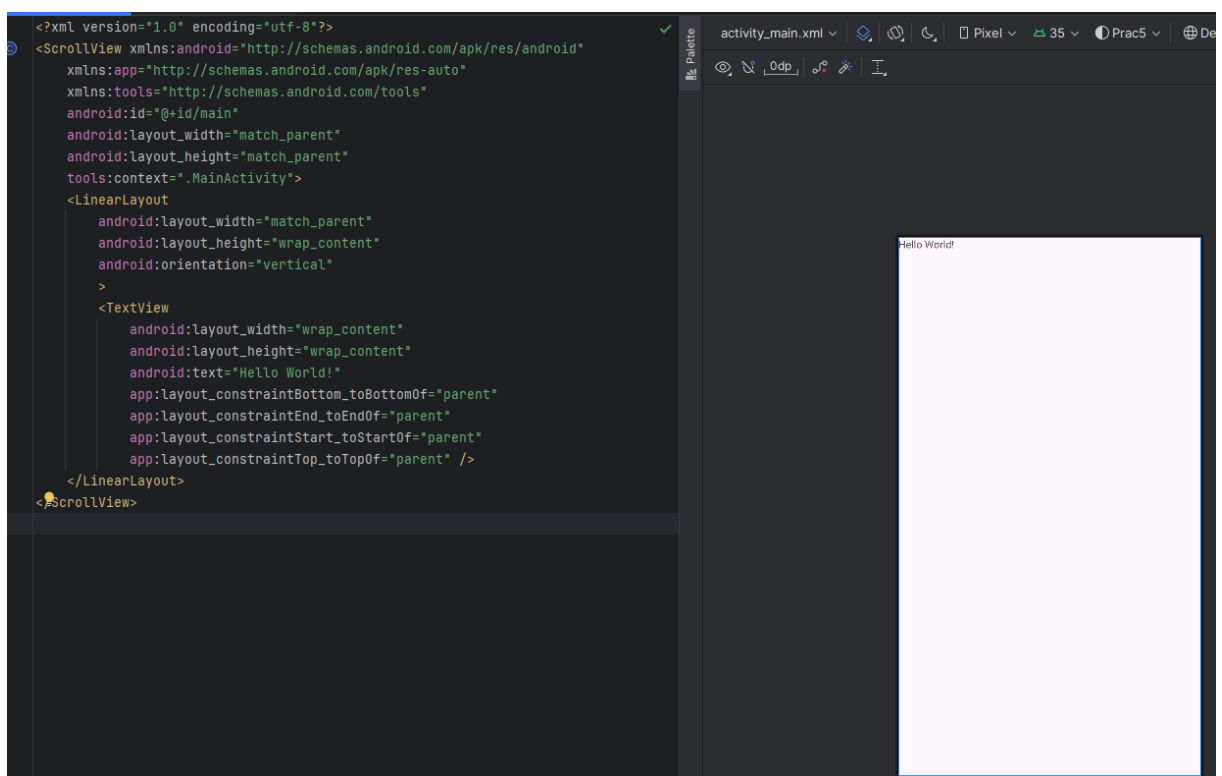 <?xml version="1.0" encoding="utf-8"?>
<ScrollView xmlns:android="http://schemas.android.com/apk/res/android"
xmlns:app="http://schemas.android.com/apk/res-auto"
xmlns:tools="http://schemas.android.com/tools"
android:id="@+id/main"
android:layout_width="match_parent"
android:layout_height="match_parent"
tools:context=".MainActivity">
<LinearLayout
android:layout_width="match_parent"
android:layout_height="wrap_content"
android:orientation="vertical"
>
<TextView
android:layout_width="wrap_content"
android:layout_height="wrap_content"
android:text="Hello World!"
app:layout_constraintBottom_toBottomOf="parent"
app:layout_constraintEnd_toEndOf="parent"
app:layout_constraintStart_toStartOf="parent"
app:layout_constraintTop_toTopOf="parent" />
</LinearLayout>
</ScrollView>
Palette
activity_main.xml Pixel 35 Prac5 De
0dp
Hello World!